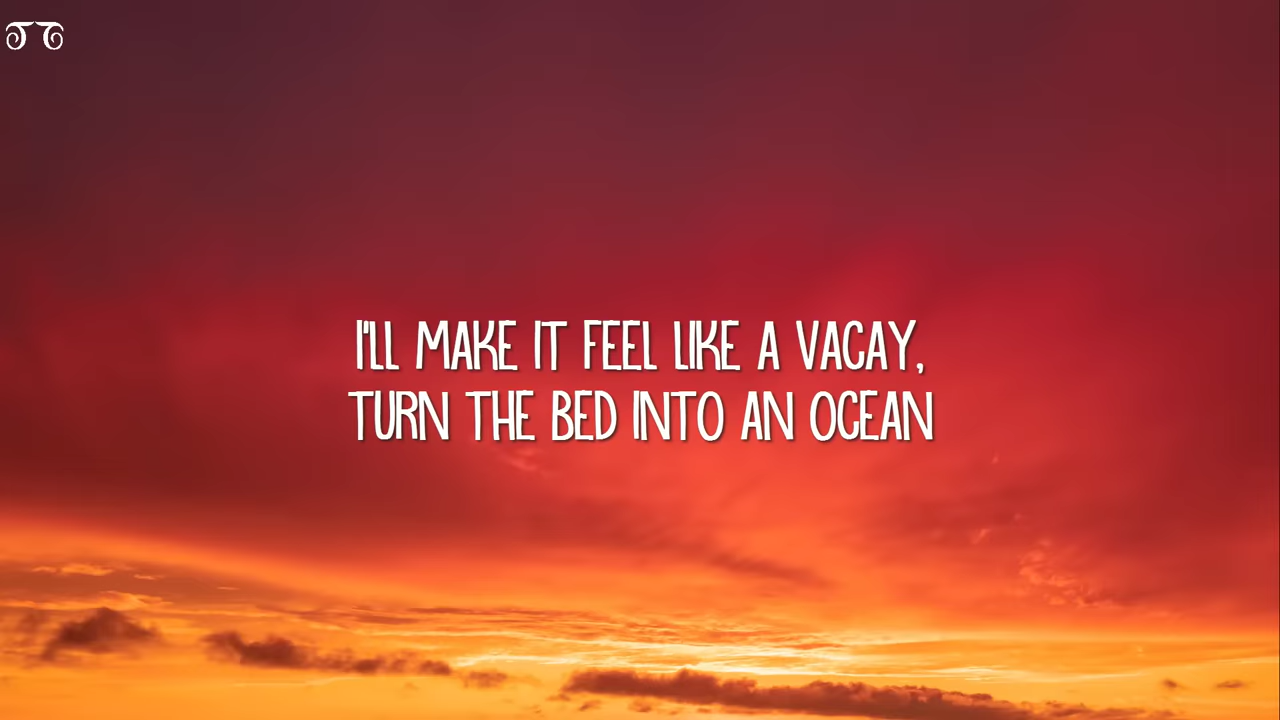 I'LL MAKE IT FEEL LIKE A VACAY,
TURN THE BED INTO AN OCEAN